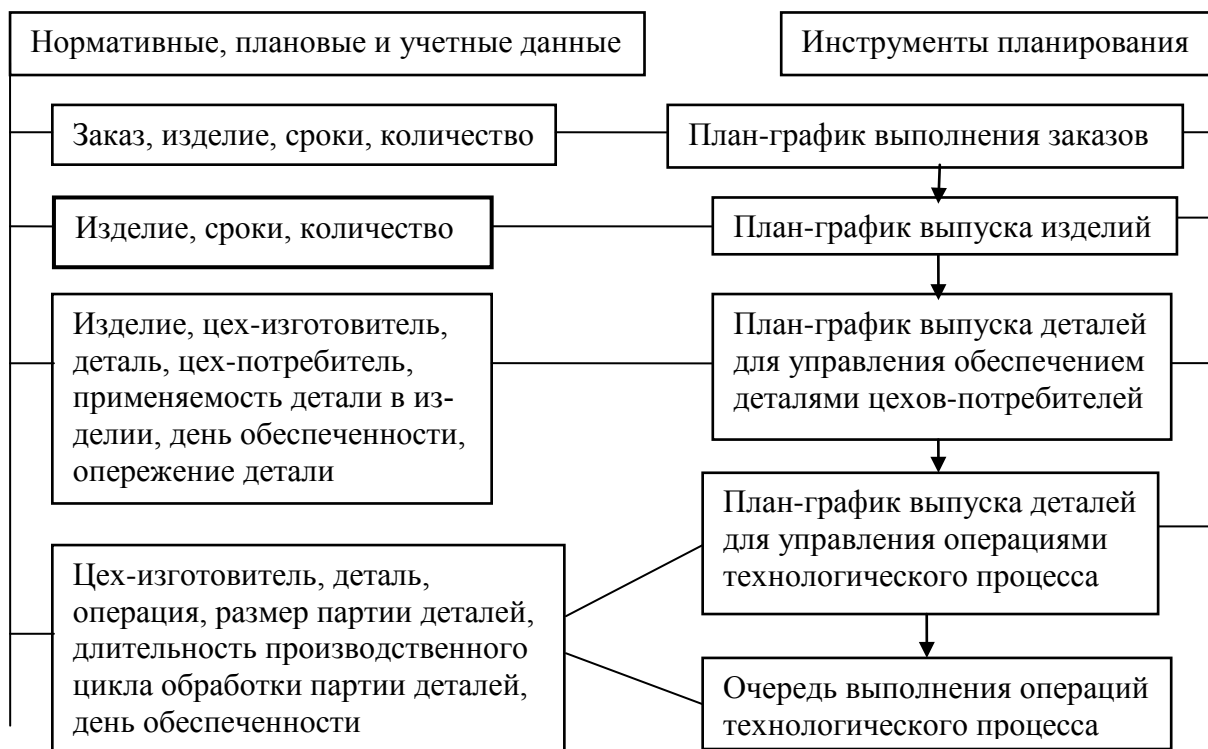 Нормативные, плановые и учетные данные
Инструменты планирования
Заказ, изделие, сроки, количество
План-график выполнения заказов
Изделие, сроки, количество
План-график выпуска изделий
Изделие, цех-изготовитель,
деталь, цех-потребитель,
применяемость детали в из-
делии, день обеспеченности,
опережение детали
План-график выпуска деталей
для управления обеспечением
деталями цехов-потребителей
План-график выпуска деталей
для управления операциями
технологического процесса
Цех-изготовитель, деталь,
операция, размер партии деталей,
длительность производственного
цикла обработки партии деталей,
день обеспеченности
Очередь выполнения операций
технологического процесса